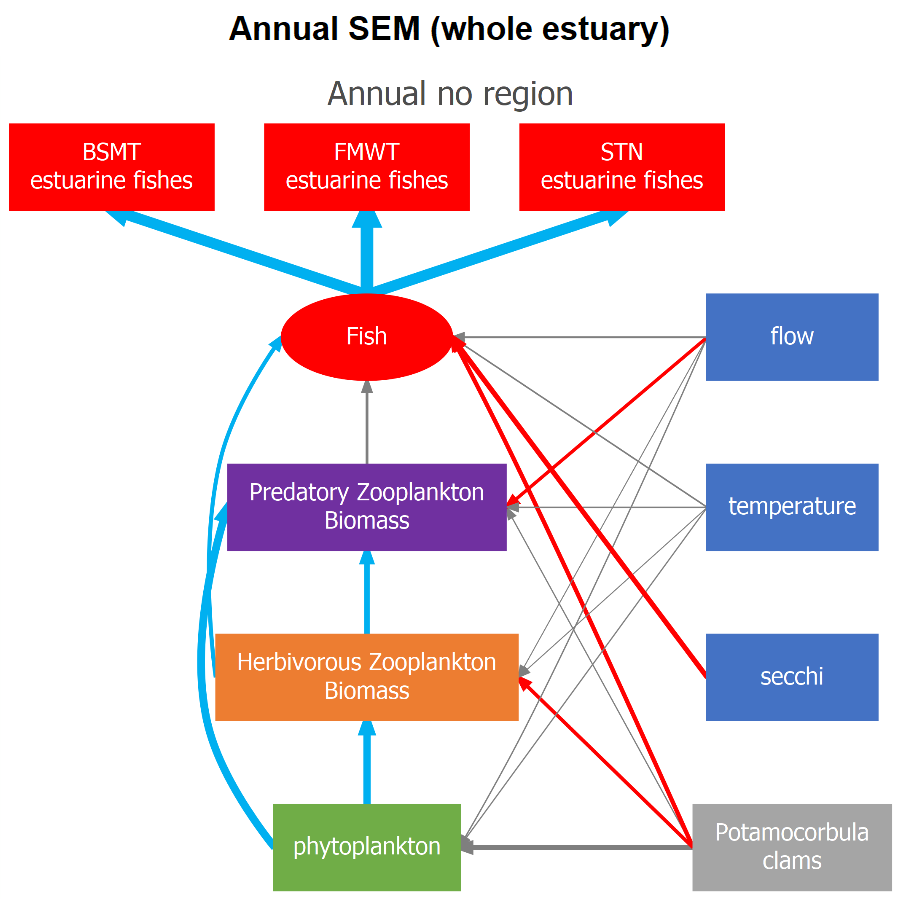 Annual SEM (whole estuary)
Annual no region
BSMT
estuarine fishes
FMWT
estuarine fishes
STN
estuarine fishes
Fish
flow
Predatory Zooplankton
Biomass
temperature
Herbivorous Zooplankton
Biomass
secchi
phytoplankton
Potamocorbula
clams